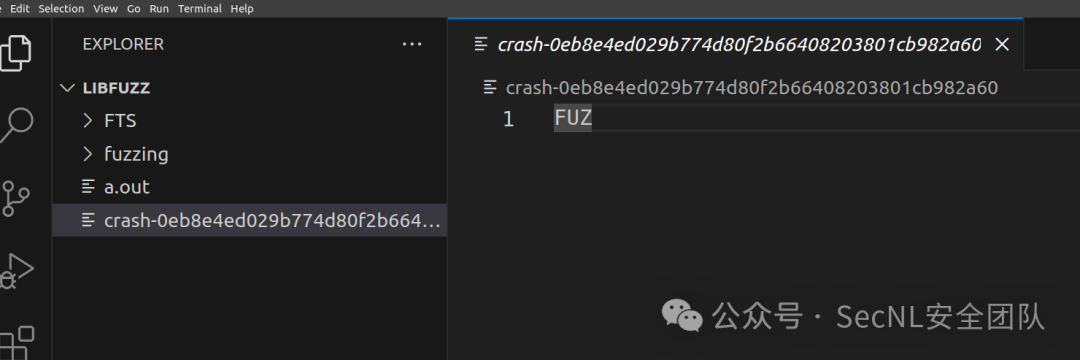 Edit Selection View Go Run Terminal Help
EXPLORER
LIBFUZZ
FTS
fuzzing
a.out
crash-0eb8e4ed029b774d80f2b664...
crash-0eb8e4ed029b774d80f2b66408203801cb982a60
crash-0eb8e4ed029b774d80f2b66408203801cb982a60
1 FUZ
公众号 · SecNL安全团队